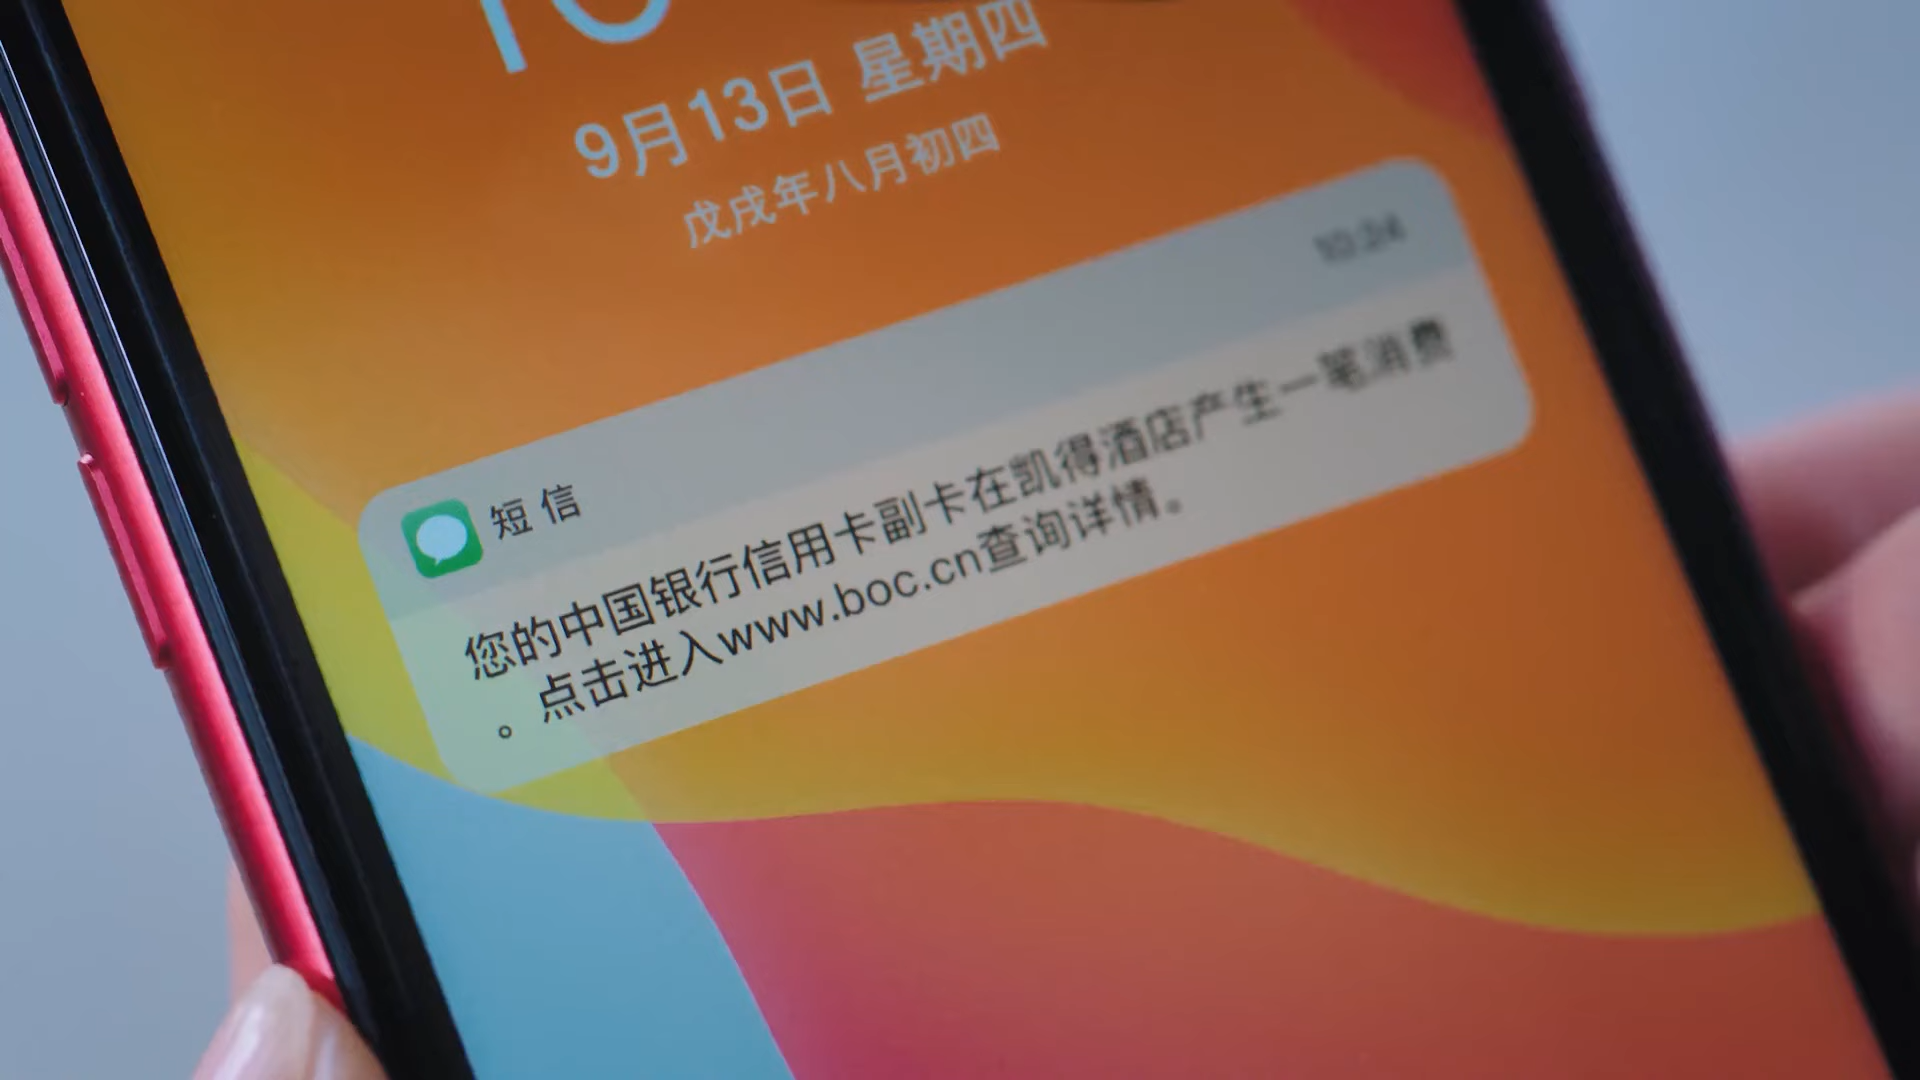 9月13日 星期四
戊戌年八月初四
短信
10:24
您的中国银行信用卡副卡在凯得酒店产生一笔消费
。点击进入www.boc.cn查询详情。